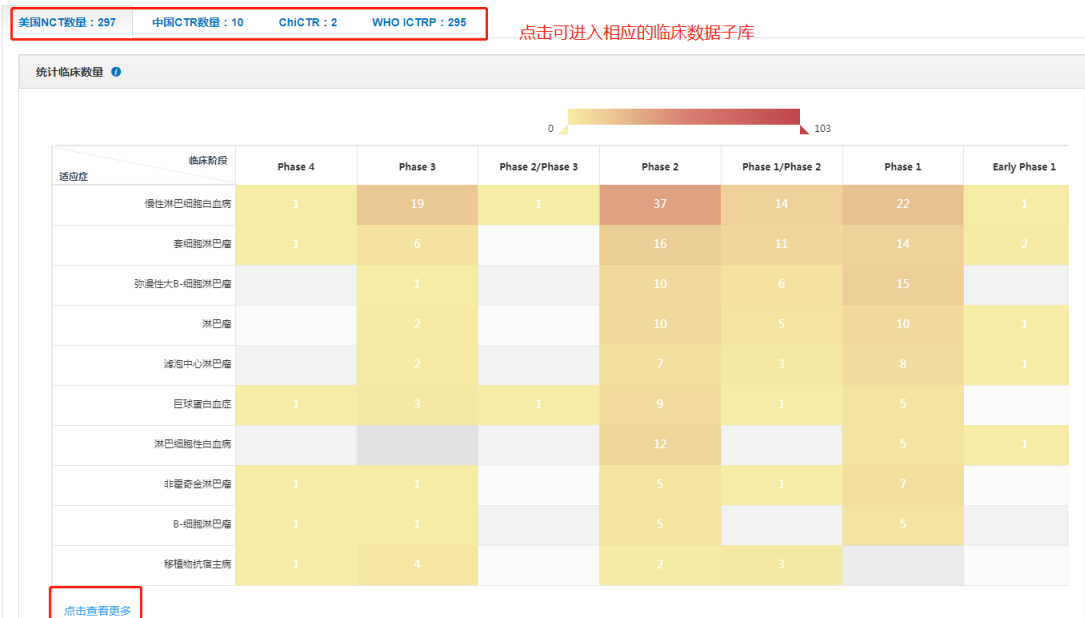 美国NCT数量：297 中国CTR数量：10 ChiCTR：2 WHO ICTRP：295
点击可进入相应的临床数据子库
统计临床数量
0 103
临床阶段 Phase 4 Phase 3 Phase 2/Phase 3 Phase 2 Phase 1/Phase 2 Phase 1 Early Phase 1
适应症
慢性淋巴细胞白血病 1 19 1 37 14 22 1
套细胞淋巴瘤 1 6 16 11 14 2
弥漫性大B-细胞淋巴瘤 1 10 6 15
淋巴瘤 2 10 5 10 1
滤泡中心淋巴瘤 2 7 3 8 1
巨球蛋白血症 1 3 1 9 1 5
淋巴细胞性白血病 12 5 1
非霍奇金淋巴瘤 1 1 5 1 7
B-细胞淋巴瘤 1 1 5 5
移植物抗宿主病 1 4 2 3
点击查看更多